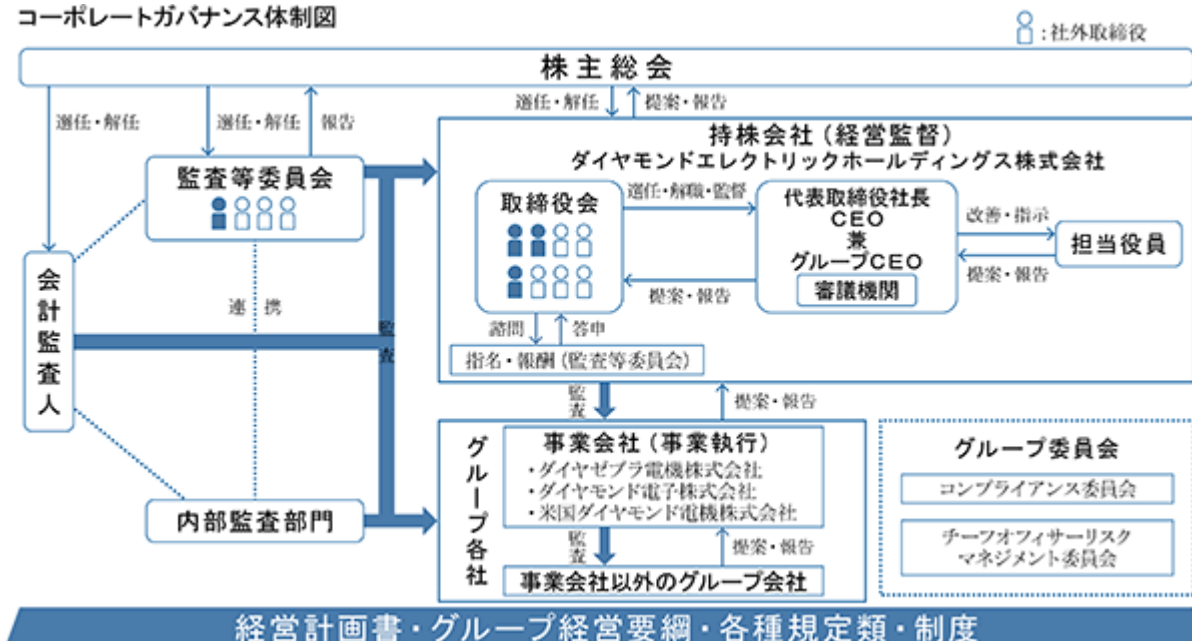 コーポレートガバナンス体制図
:社外取締役
株主総会
選任・解任
選任・解任
報告
選任・解任
提案・報告
監査等委員会
持株会社(経営監督)
ダイヤモンドエレクトリックホールディングス株式会社
取締役会
選任・解職・監督
代表取締役社長
CEO
兼
グループCEO
審議機関
改善・指示
担当役員
提案・報告
提案・報告
会計監査人
連携
監査
諮問
答申
指名・報酬(監査等委員会)
監査
提案・報告
グループ各社
事業会社(事業執行)
・ダイヤゼブラ電機株式会社
・ダイヤモンド電子株式会社
・米国ダイヤモンド電機株式会社
内部監査部門
監査
提案・報告
事業会社以外のグループ会社
グループ委員会
コンプライアンス委員会
チーフオフィサーリスク
マネジメント委員会
経営計画書・グループ経営要綱・各種規定類・制度